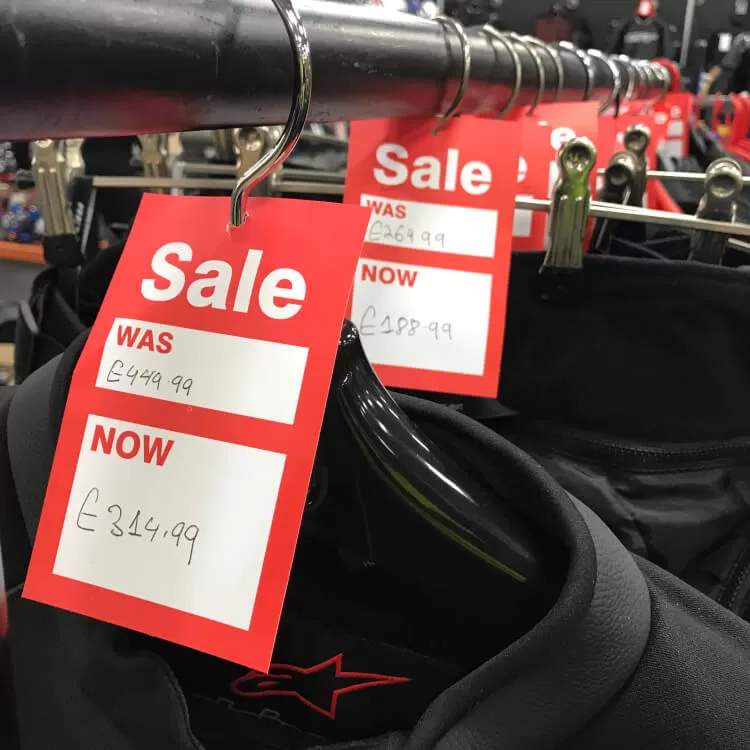 Sale
WAS
£449.99
NOW
£314.99
Sale
WAS
£269.99
NOW
£188.99
e
e